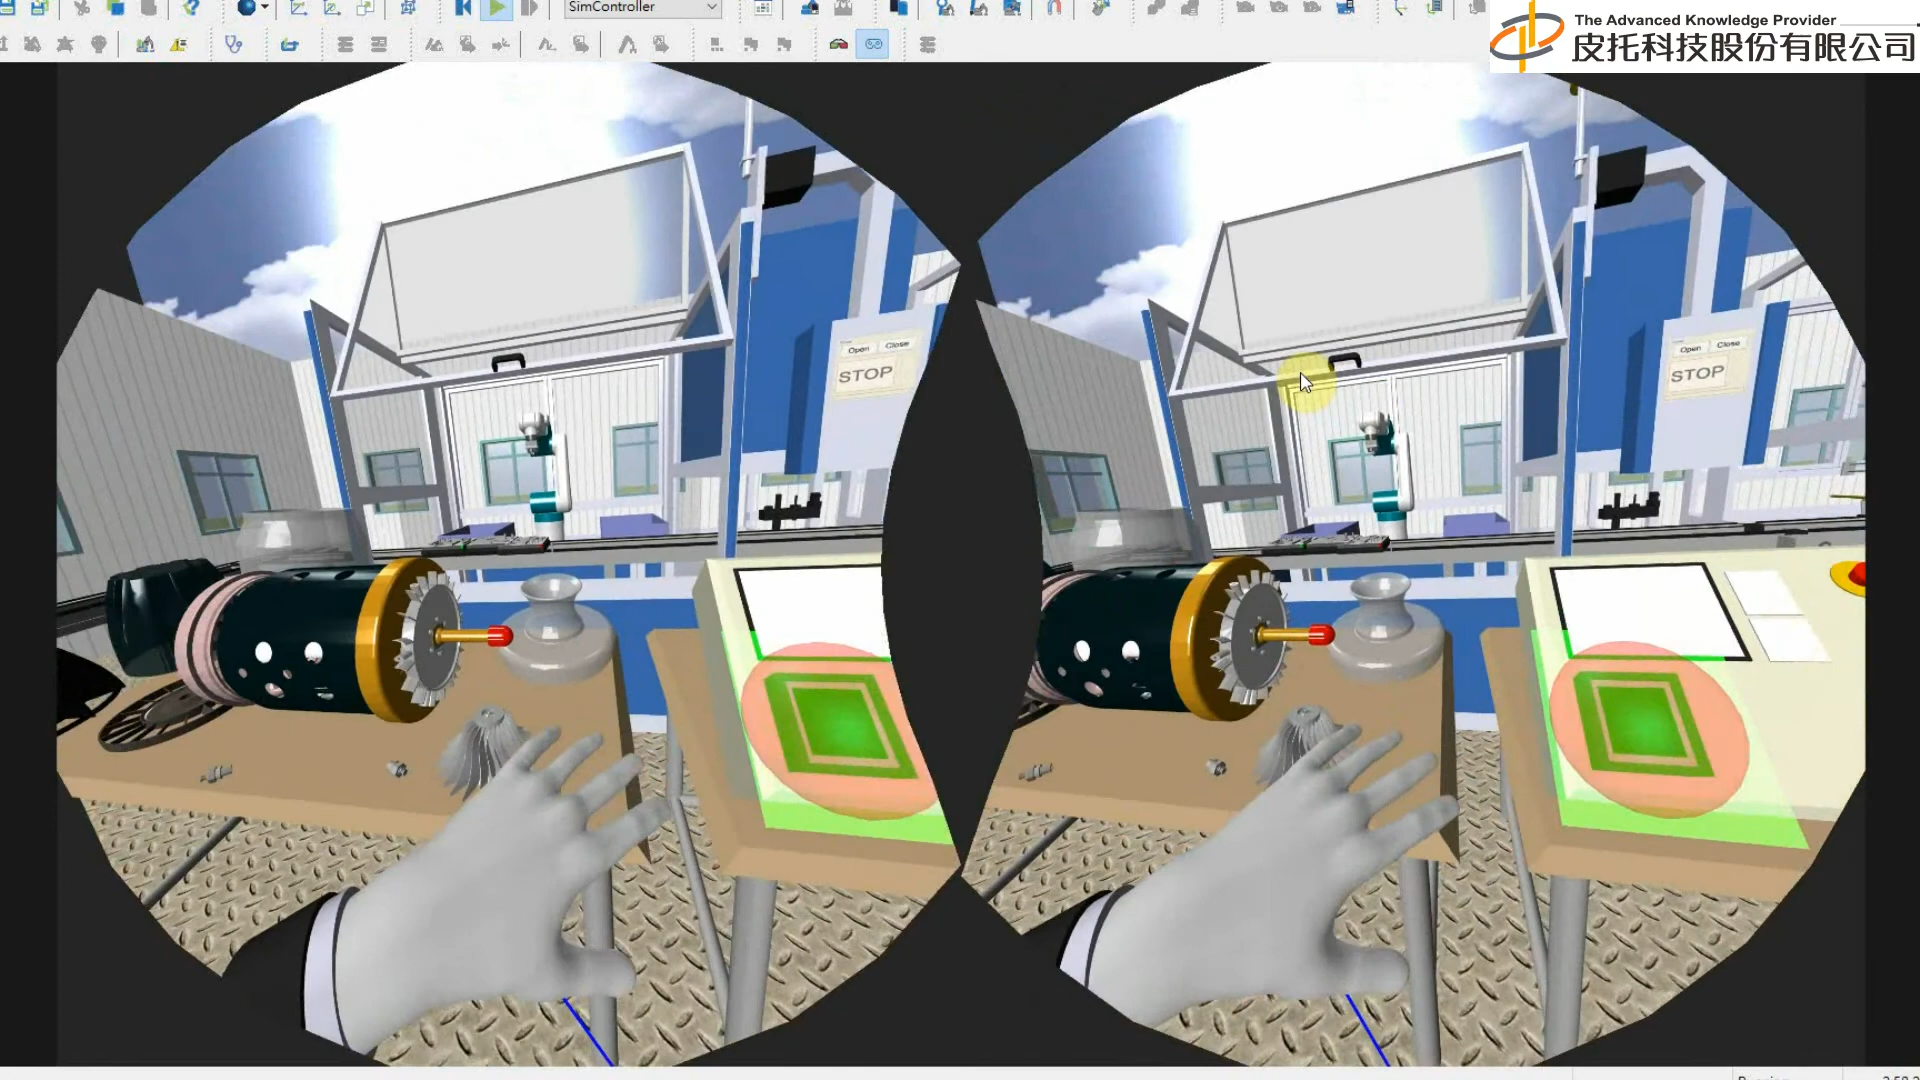 SimController
The Advanced Knowledge Provider
皮托科技股份有限公司
Open Close
STOP
Open Close
STOP